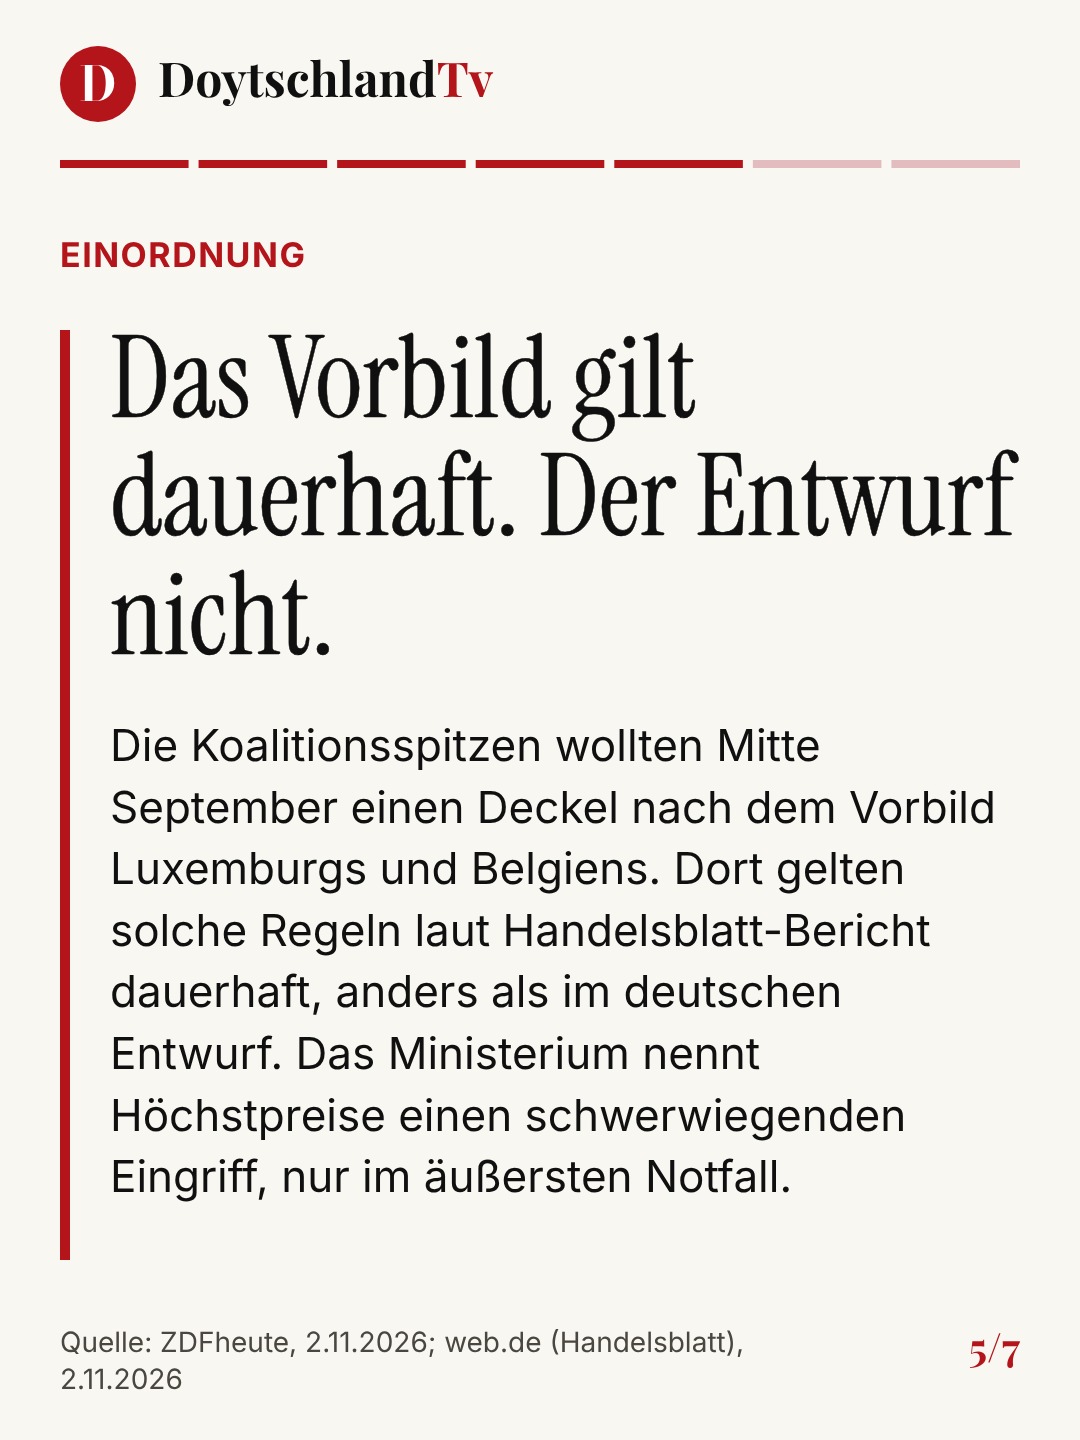 D DoytschlandTv
EINORDNUNG
Das Vorbild gilt
dauerhaft. Der Entwurf
nicht.
Die Koalitionsspitzen wollten Mitte
September einen Deckel nach dem Vorbild
Luxemburgs und Belgiens. Dort gelten
solche Regeln laut Handelsblatt-Bericht
dauerhaft, anders als im deutschen
Entwurf. Das Ministerium nennt
Höchstpreise einen schwerwiegenden
Eingriff, nur im äußersten Notfall.
Quelle: ZDFheute, 2.11.2026; web.de (Handelsblatt),
2.11.2026
5/7